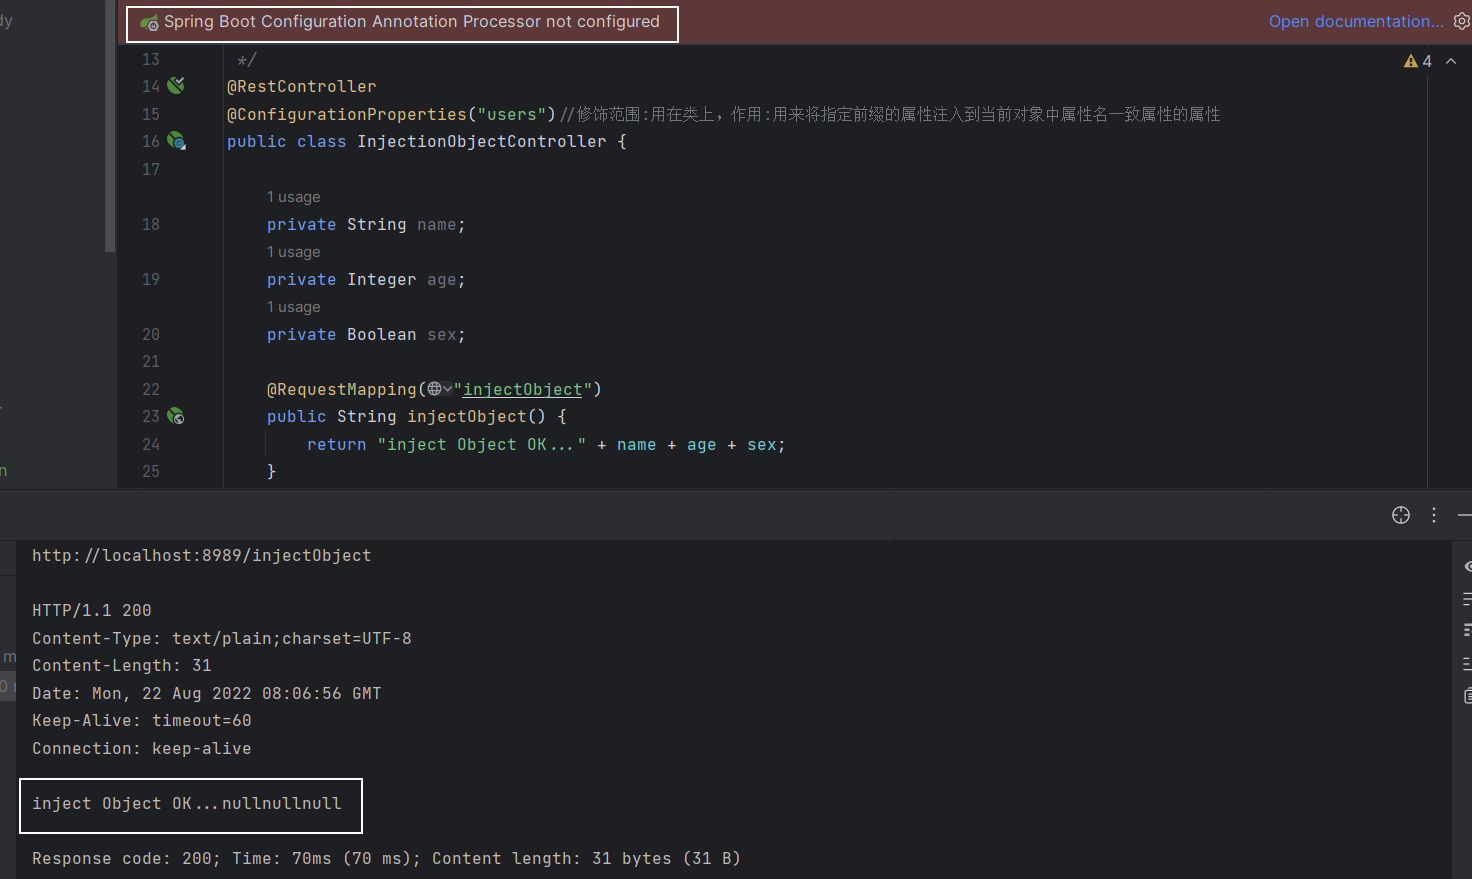 dy
Spring Boot Configuration Annotation Processor not configured
Open documentation...
4
13 */
14 @RestController
15 @ConfigurationProperties("users")//修饰范围:用在类上，作用:用来将指定前缀的属性注入到当前对象中属性名一致属性的属性
16 public class InjectionObjectController {
17
1 usage
18 private String name;
1 usage
19 private Integer age;
1 usage
20 private Boolean sex;
21
22 @RequestMapping("injectObject")
23 public String injectObject() {
24 return "inject Object OK..." + name + age + sex;
25 }
n
http://localhost:8989/injectObject
HTTP/1.1 200
Content-Type: text/plain;charset=UTF-8
m
Content-Length: 31
0
Date: Mon, 22 Aug 2022 08:06:56 GMT
Keep-Alive: timeout=60
Connection: keep-alive
inject Object OK...nullnullnull
Response code: 200; Time: 70ms (70 ms); Content length: 31 bytes (31 B)